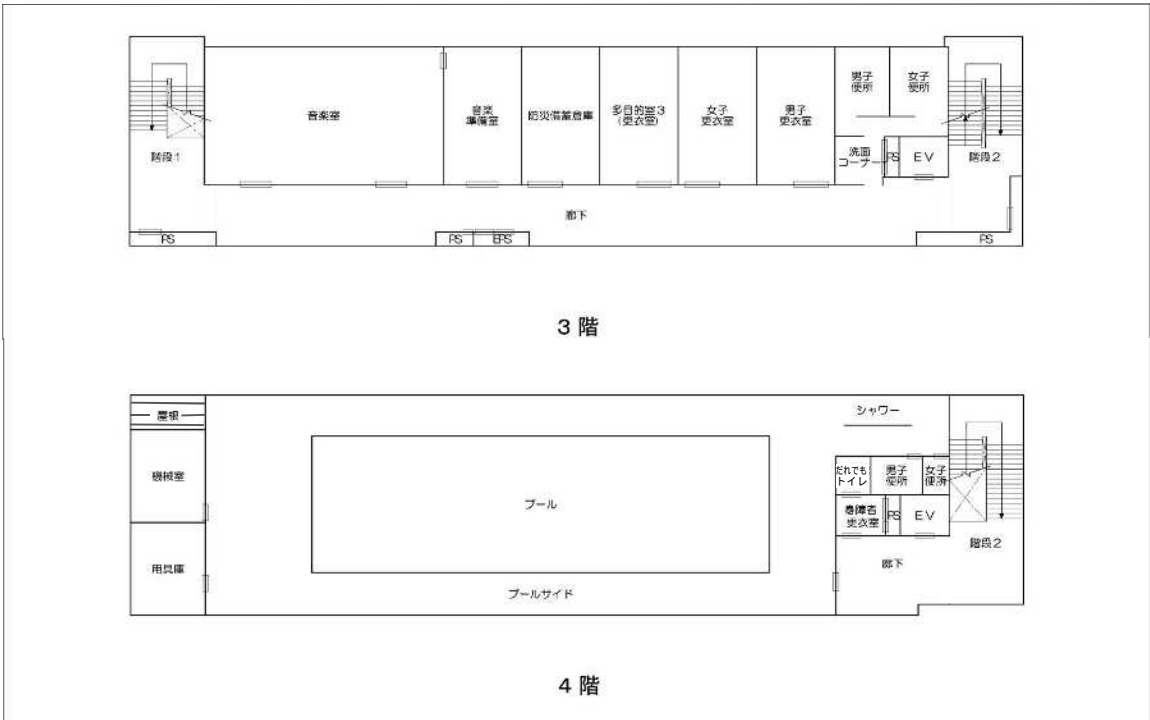 音楽室
音楽
準備室
防災備蓄倉庫
多目的室3
(更衣室)
女子
更衣室
男子
更衣室
男子
便所
女子
便所
洗面
コーナー
PS
EV
階段1
階段2
廊下
PS
PS
EPS
PS
3階
屋根
シャワー
機械室
プール
だれでも
トイレ
男子
便所
女子
便所
更衣室
PS
EV
階段2
用具庫
廊下
プールサイド
4階